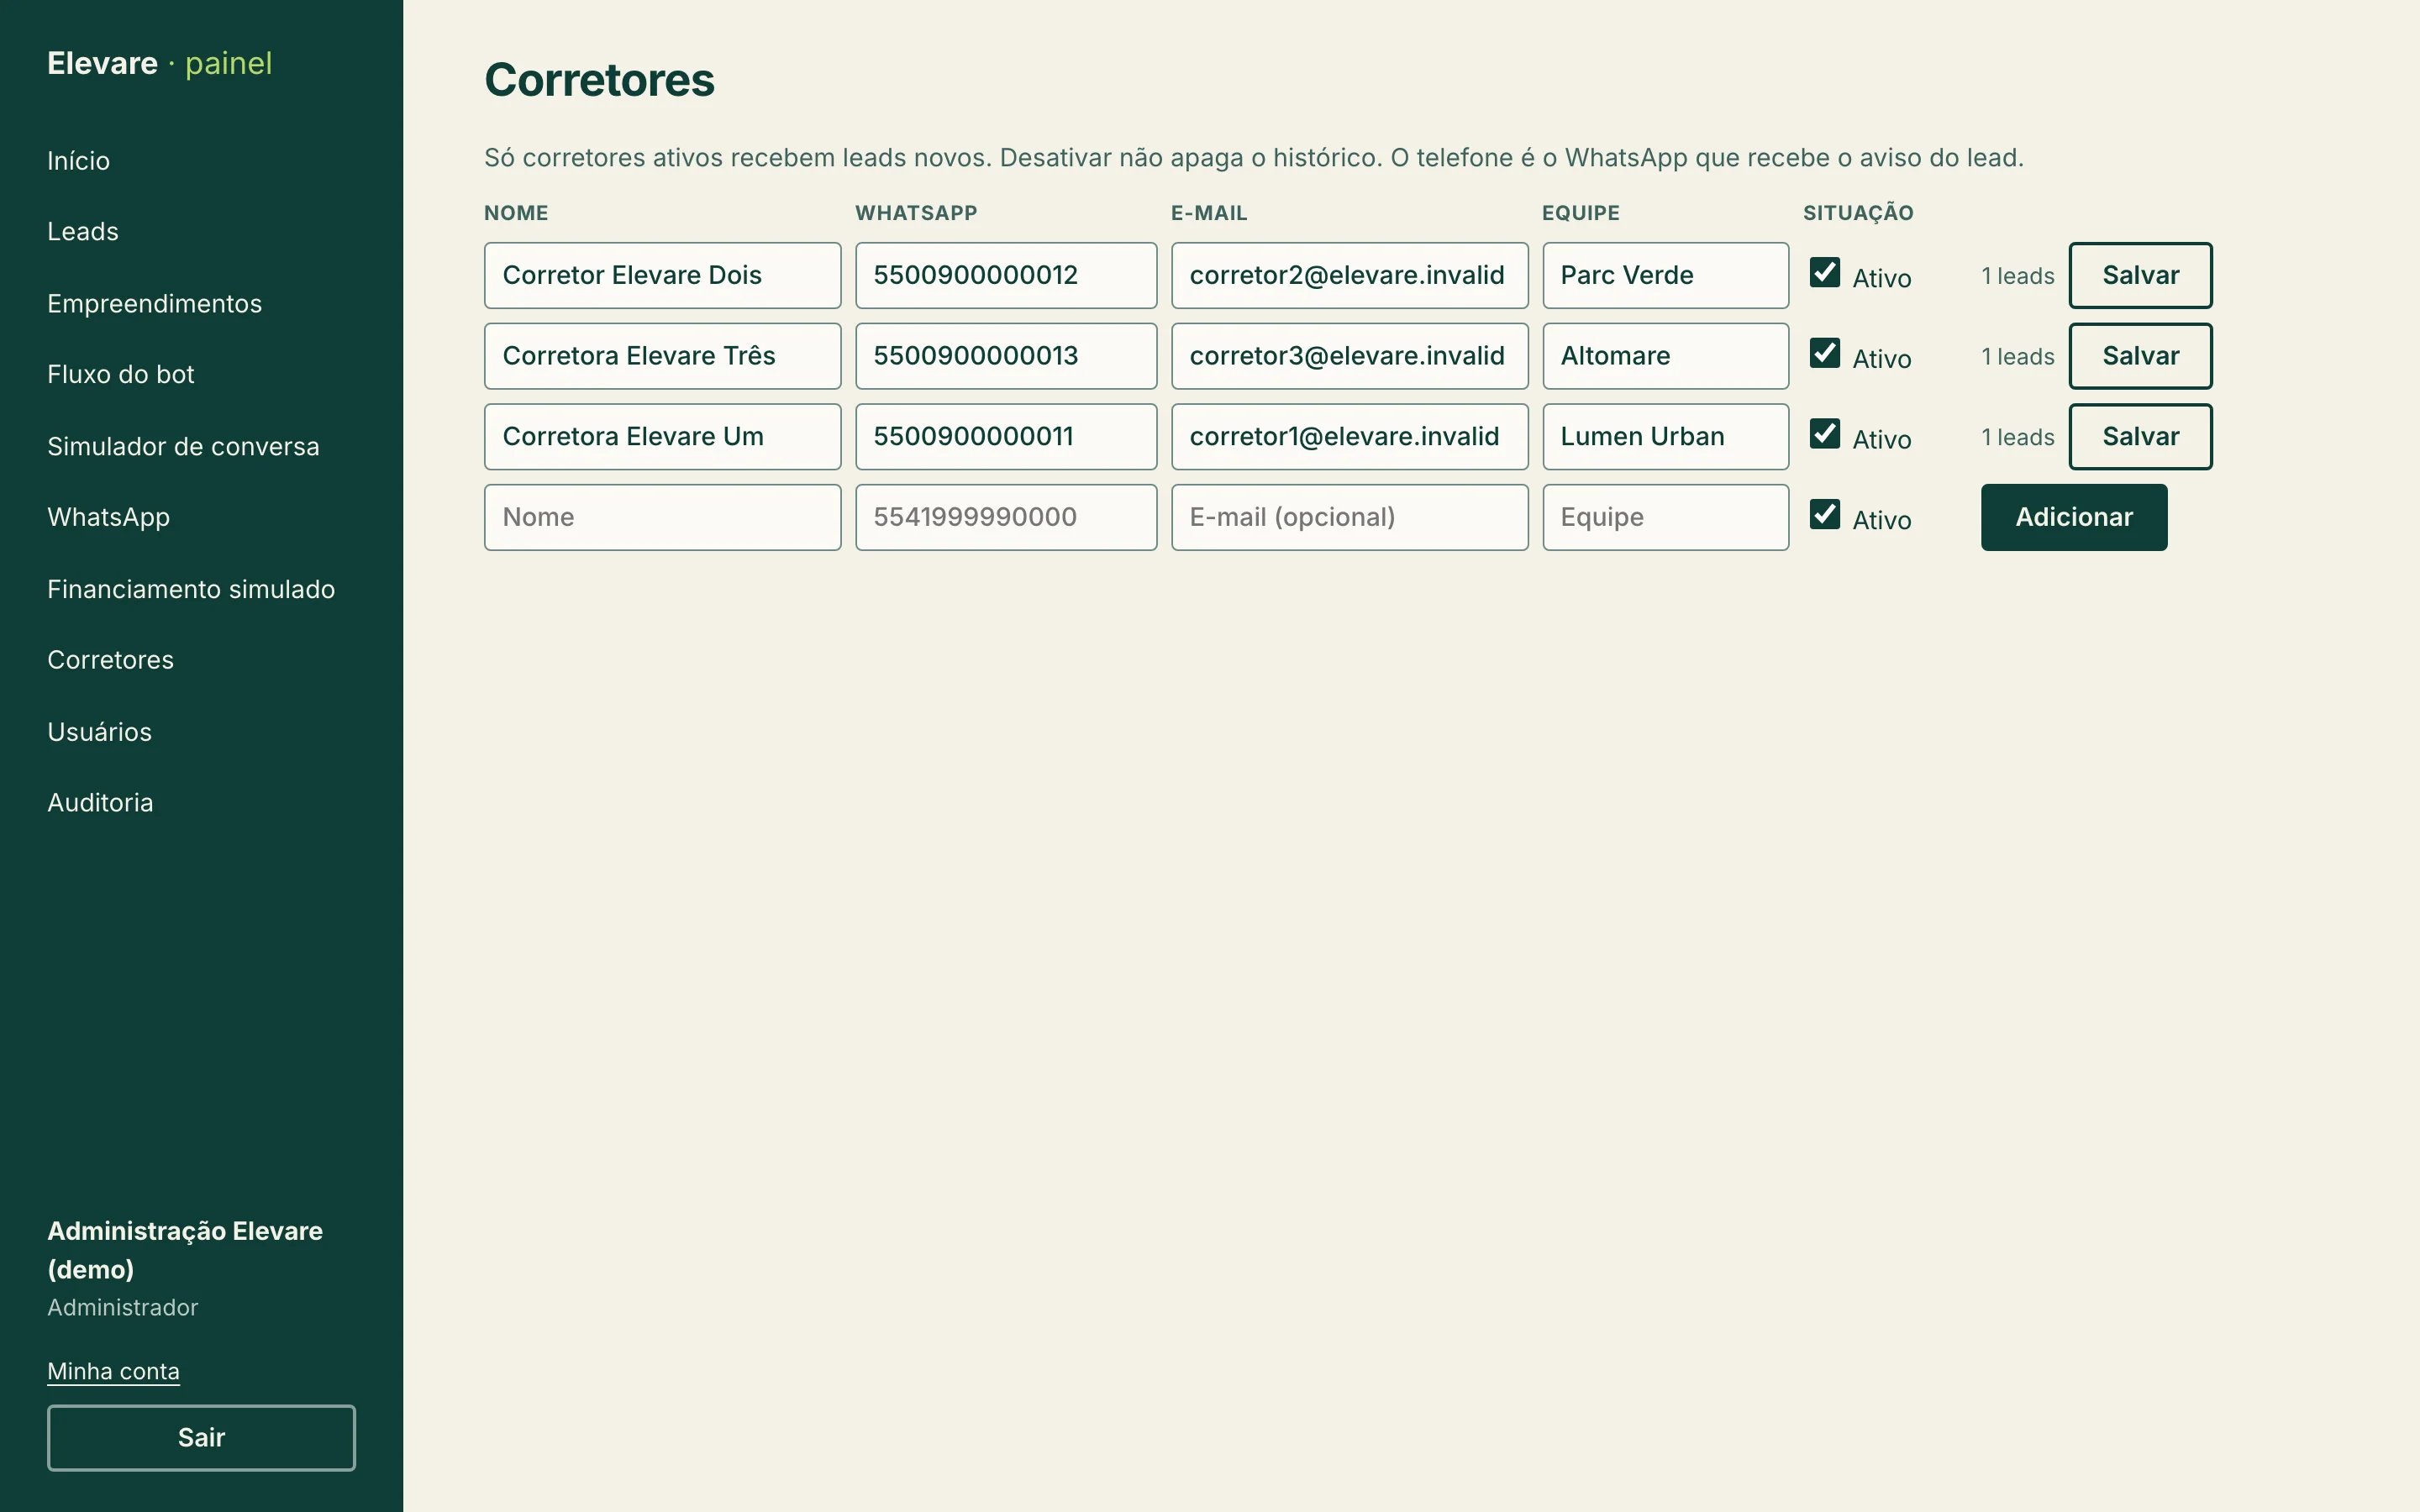 Elevare · painel
Início
Leads
Empreendimentos
Fluxo do bot
Simulador de conversa
WhatsApp
Financiamento simulado
Corretores
Usuários
Auditoria
Administração Elevare
(demo)
Administrador
Minha conta
Sair
Corretores
Só corretores ativos recebem leads novos. Desativar não apaga o histórico. O telefone é o WhatsApp que recebe o aviso do lead.
NOME WHATSAPP E-MAIL EQUIPE SITUAÇÃO
Corretor Elevare Dois 5500900000012 corretor2@elevare.invalid Parc Verde Ativo 1 leads Salvar
Corretora Elevare Três 5500900000013 corretor3@elevare.invalid Altomare Ativo 1 leads Salvar
Corretora Elevare Um 5500900000011 corretor1@elevare.invalid Lumen Urban Ativo 1 leads Salvar
Nome 5541999990000 E-mail (opcional) Equipe Ativo Adicionar